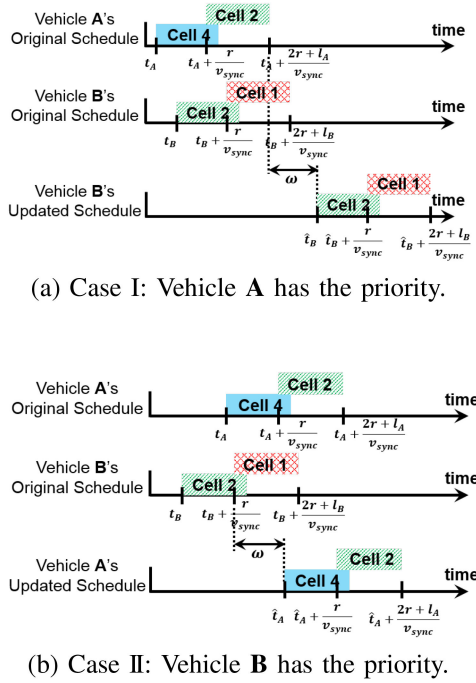 Vehicle A's
Original Schedule
Cell 2
Cell 4
time
t_A
t_A + r/v_sync
t_A + (2r + l_A)/v_sync
Vehicle B's
Original Schedule
Cell 1
Cell 2
time
t_B
t_B + r/v_sync
t_B + (2r + l_B)/v_sync
ω
Vehicle B's
Updated Schedule
Cell 1
Cell 2
time
t̂_B
t̂_B + r/v_sync
t̂_B + (2r + l_B)/v_sync
(a) Case I: Vehicle A has the priority.
Vehicle A's
Original Schedule
Cell 2
Cell 4
time
t_A
t_A + r/v_sync
t_A + (2r + l_A)/v_sync
Vehicle B's
Original Schedule
Cell 1
Cell 2
time
t_B
t_B + r/v_sync
t_B + (2r + l_B)/v_sync
ω
Vehicle A's
Updated Schedule
Cell 2
Cell 4
time
t̂_A
t̂_A + r/v_sync
t̂_A + (2r + l_A)/v_sync
(b) Case II: Vehicle B has the priority.